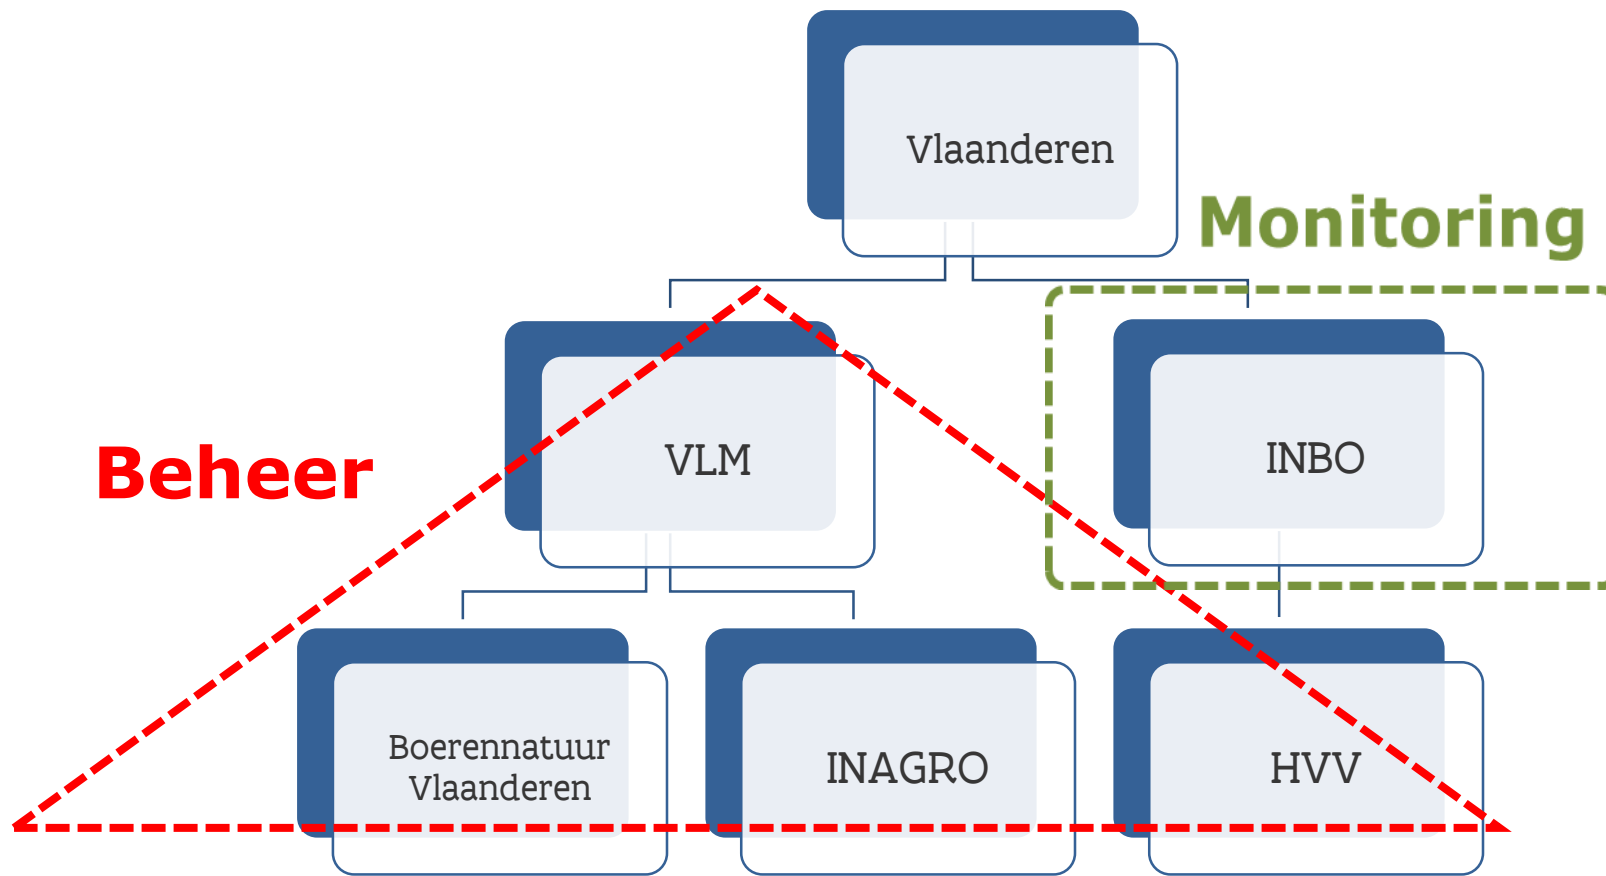 Vlaanderen
Monitoring
Beheer
VLM
INBO
Boerennatuur
Vlaanderen
INAGRO
HVV